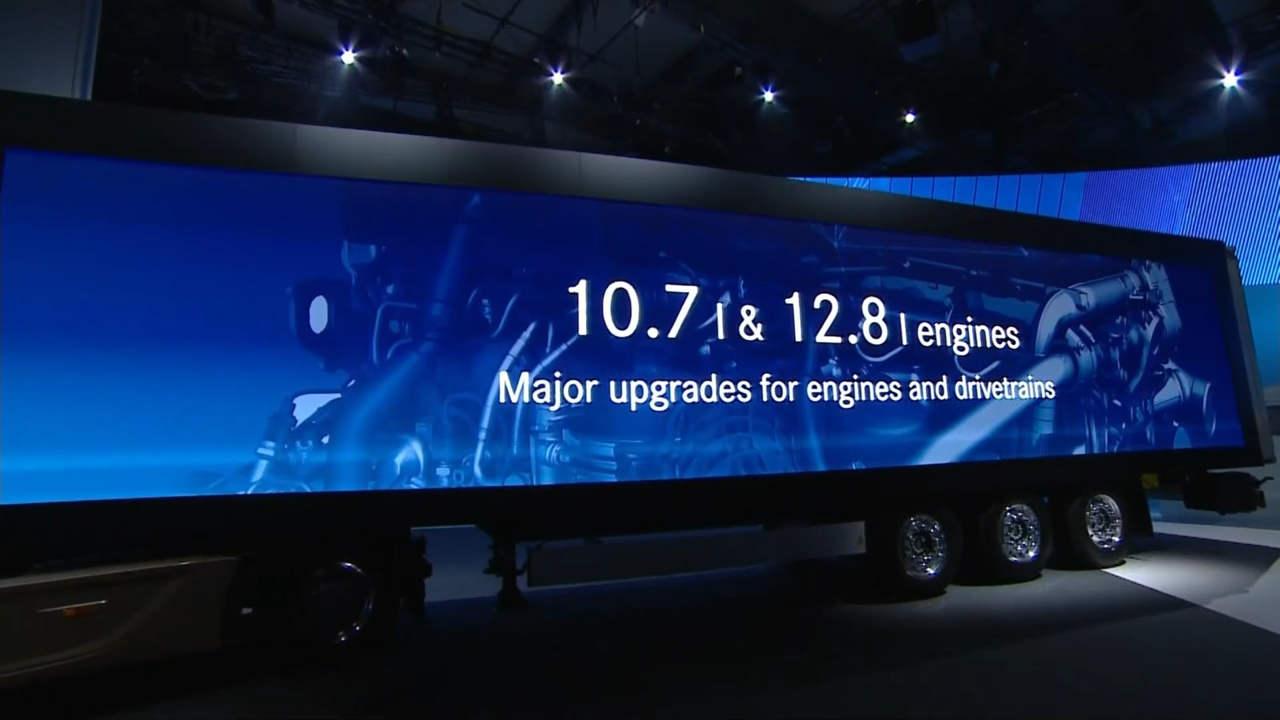 10.7 l & 12.8 l engines
Major upgrades for engines and drivetrains